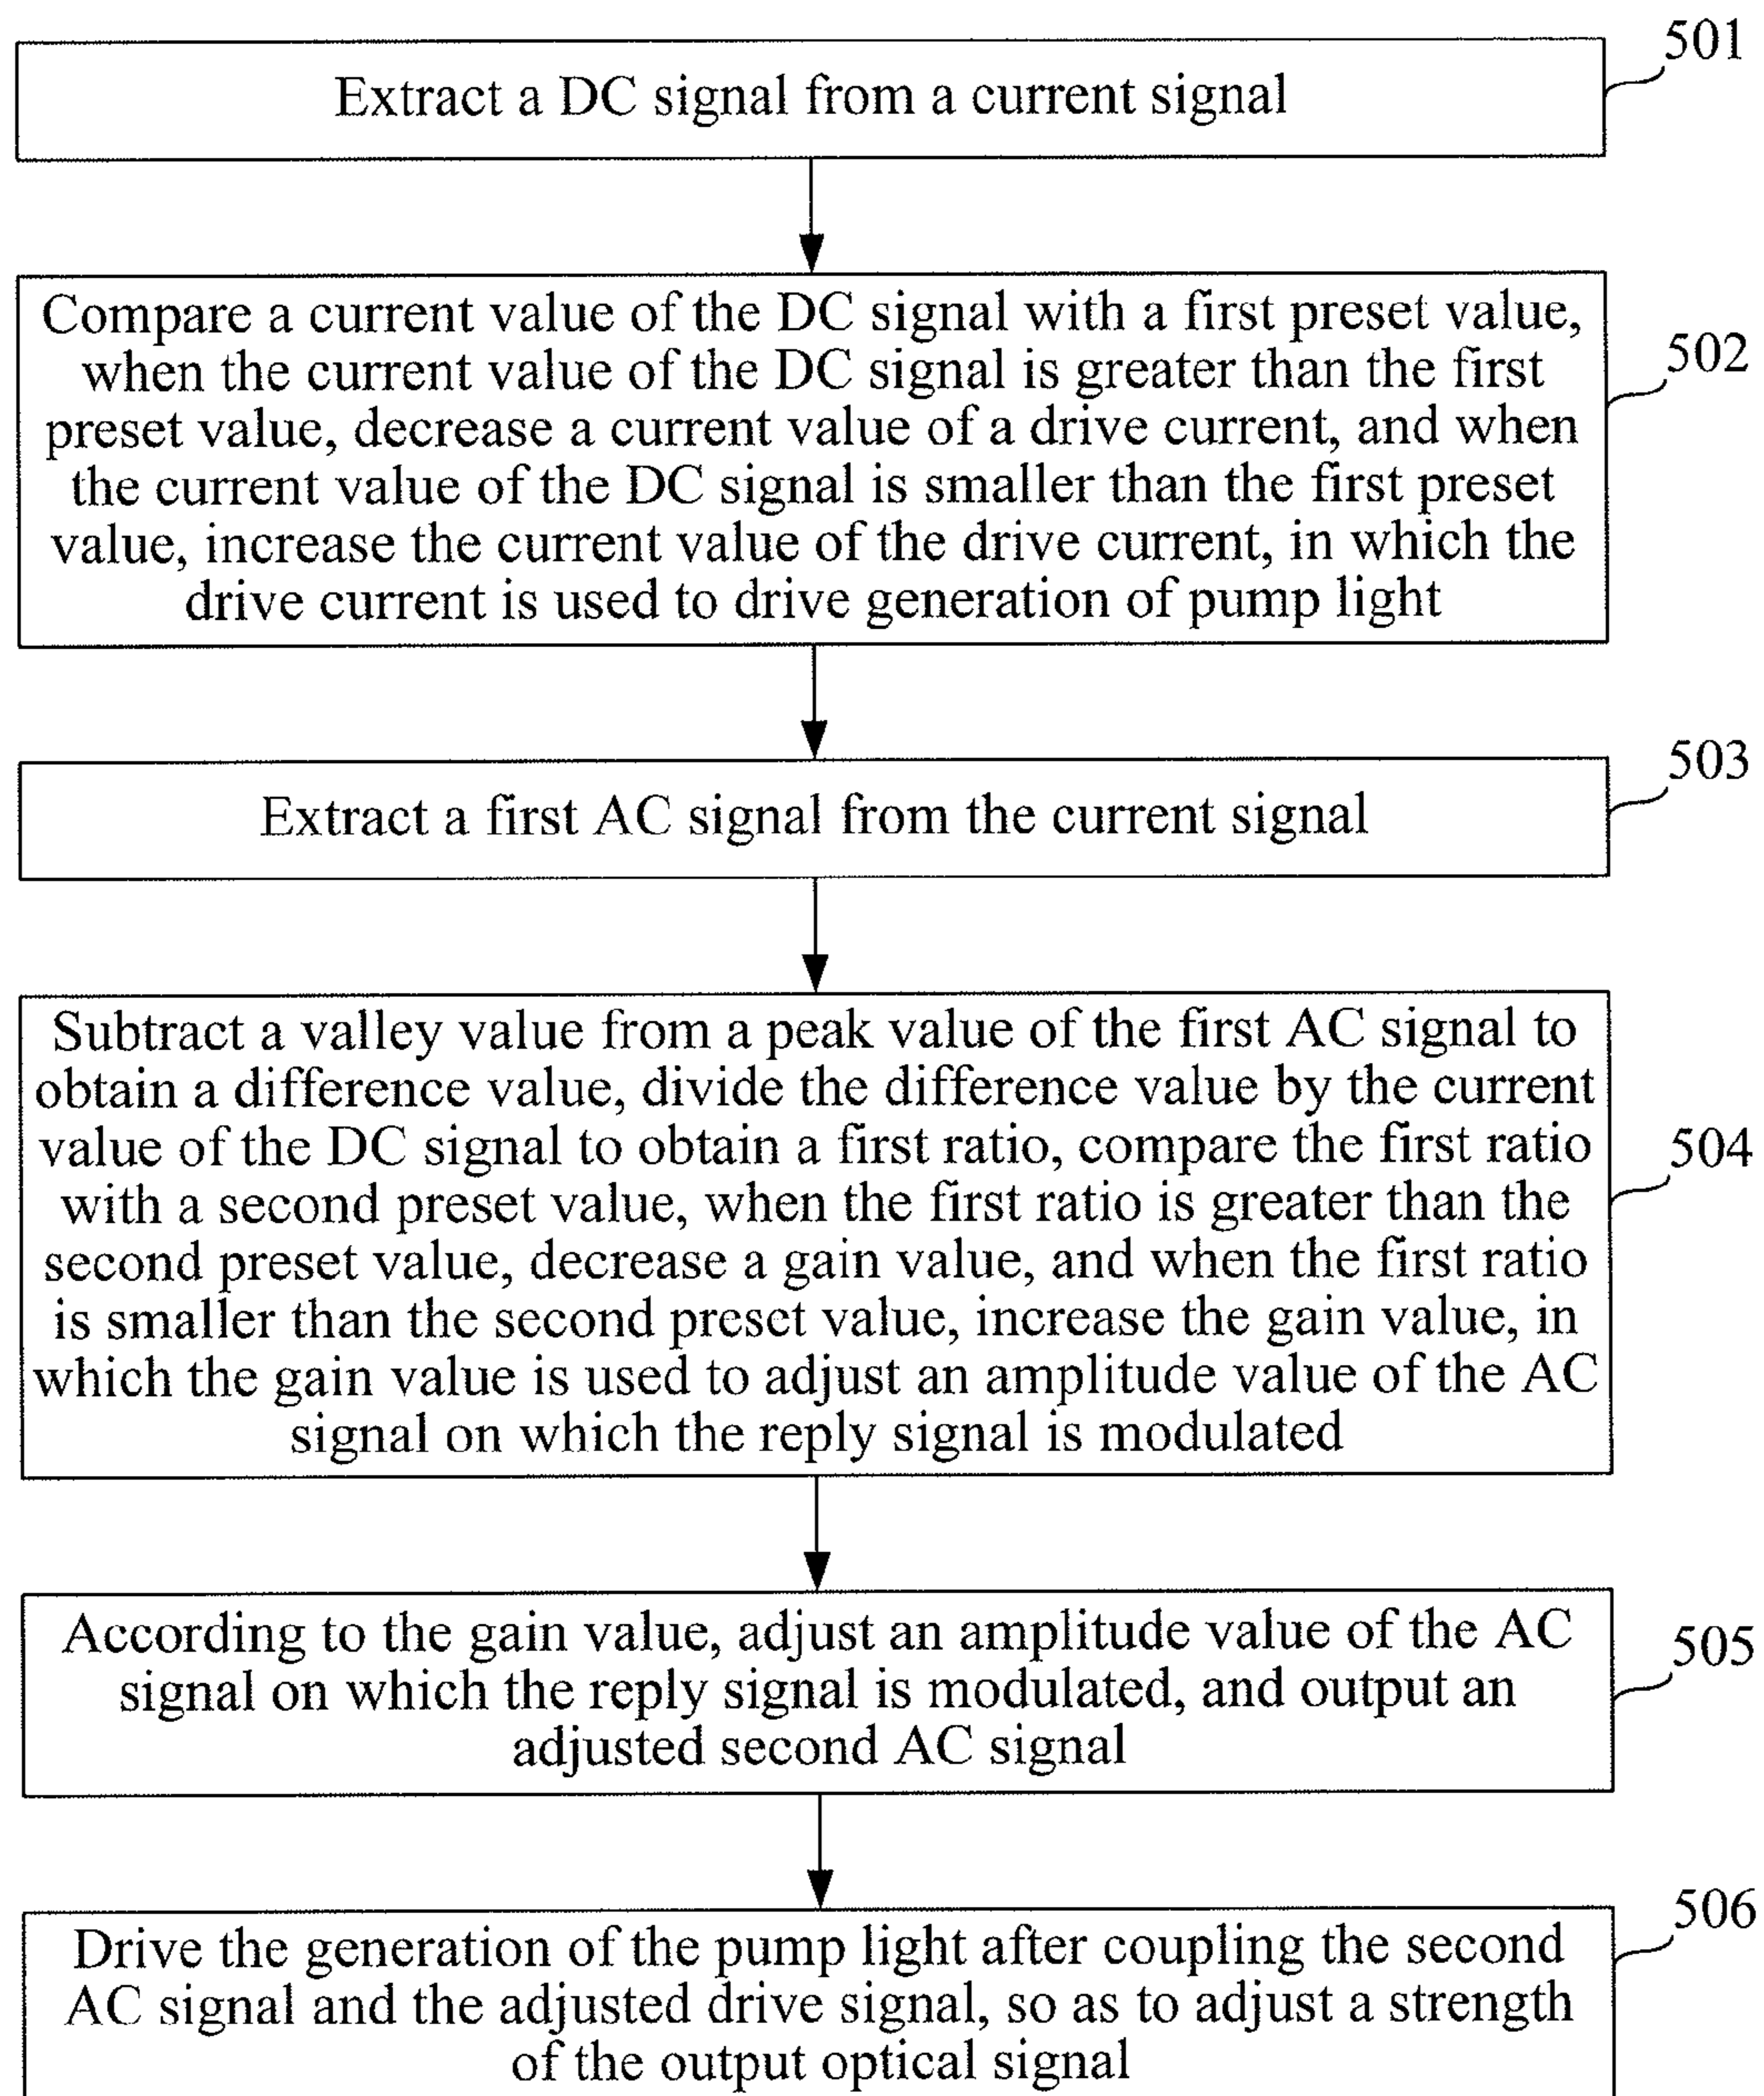 501
Extract a DC signal from a current signal
Compare a current value of the DC signal with a first preset value,
when the current value of the DC signal is greater than the first
preset value, decrease a current value of a drive current, and when
the current value of the DC signal is smaller than the first preset
value, increase the current value of the drive current, in which the
drive current is used to drive generation of pump light
502
503
Extract a first AC signal from the current signal
Subtract a valley value from a peak value of the first AC signal to
obtain a difference value, divide the difference value by the current
value of the DC signal to obtain a first ratio, compare the first ratio
with a second preset value, when the first ratio is greater than the
second preset value, decrease a gain value, and when the first ratio
is smaller than the second preset value, increase the gain value, in
which the gain value is used to adjust an amplitude value of the AC
signal on which the reply signal is modulated
504
According to the gain value, adjust an amplitude value of the AC
signal on which the reply signal is modulated, and output an
adjusted second AC signal
505
506
Drive the generation of the pump light after coupling the second
AC signal and the adjusted drive signal, so as to adjust a strength
of the output optical signal